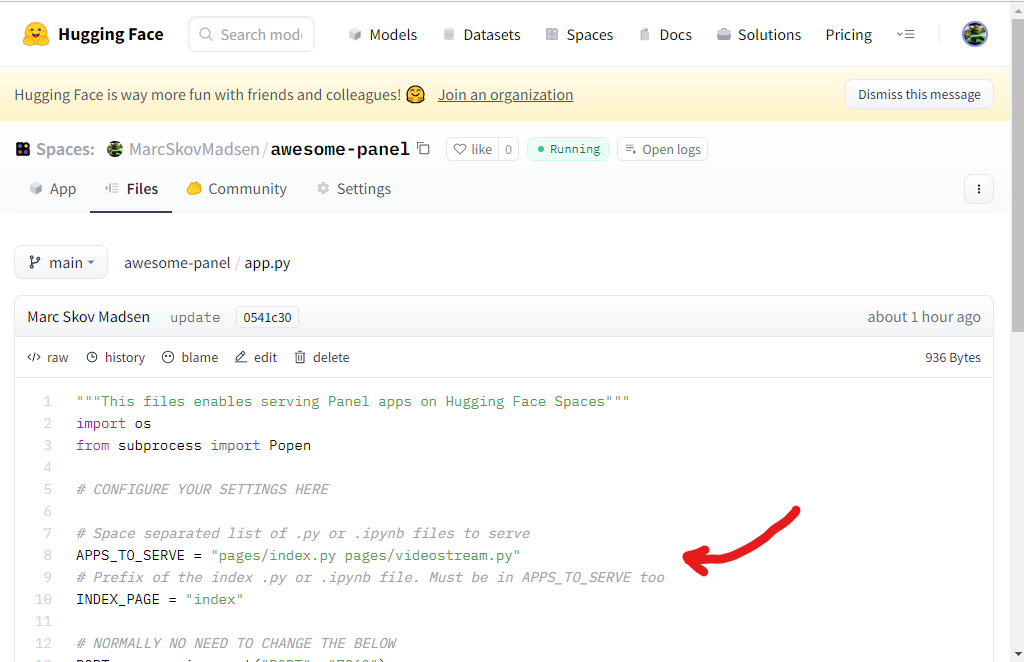 Hugging Face Search mode Models Datasets Spaces Docs Solutions Pricing
Hugging Face is way more fun with friends and colleagues! 🤗 Join an organization Dismiss this message
Spaces: MarcSkovMadsen/awesome-panel like 0 Running Open logs
App Files Community Settings
main awesome-panel / app.py
Marc Skov Madsen update 0541c30 about 1 hour ago
</> raw history blame edit delete 936 Bytes
1 """This files enables serving Panel apps on Hugging Face Spaces"""
2 import os
3 from subprocess import Popen
4
5 # CONFIGURE YOUR SETTINGS HERE
6
7 # Space separated list of .py or .ipynb files to serve
8 APPS_TO_SERVE = "pages/index.py pages/videostream.py"
9 # Prefix of the index .py or .ipynb file. Must be in APPS_TO_SERVE too
10 INDEX_PAGE = "index"
11
12 # NORMALLY NO NEED TO CHANGE THE BELOW